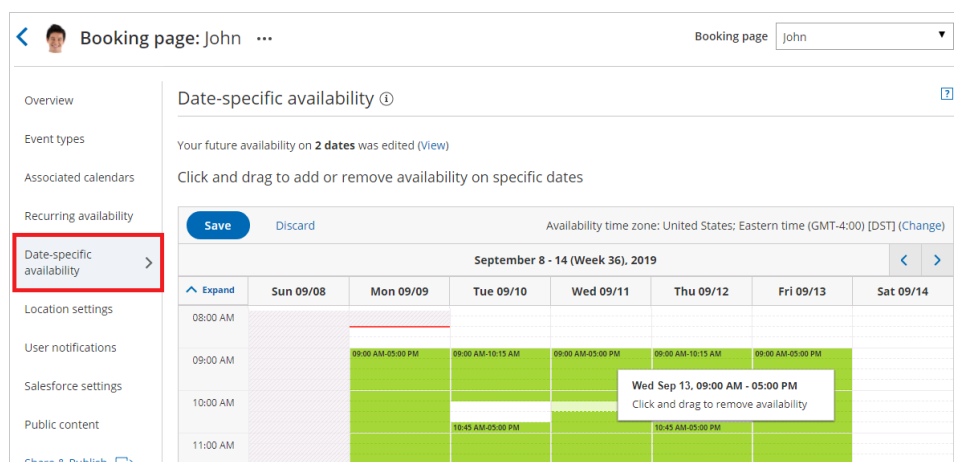 Booking page: John ...
Booking page John
Overview
Event types
Associated calendars
Recurring availability
Date-specific
availability
Location settings
User notifications
Salesforce settings
Public content
Share & Publish
Date-specific availability
Your future availability on 2 dates was edited (View)
Click and drag to add or remove availability on specific dates
Save Discard Availability time zone: United States; Eastern time (GMT-4:00) [DST] (Change)
September 8 - 14 (Week 36), 2019
Expand Sun 09/08 Mon 09/09 Tue 09/10 Wed 09/11 Thu 09/12 Fri 09/13 Sat 09/14
08:00 AM
09:00 AM 09:00 AM-05:00 PM 09:00 AM-10:15 AM 09:00 AM-05:00 PM 09:00 AM-10:15 AM 09:00 AM-05:00 PM
Wed Sep 13, 09:00 AM - 05:00 PM
Click and drag to remove availability
10:00 AM
10:45 AM-05:00 PM 10:45 AM-05:00 PM
11:00 AM